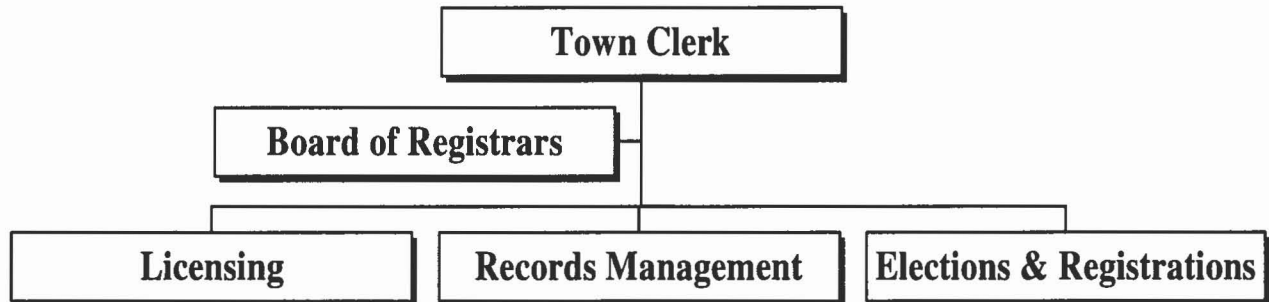 Town Clerk
Board of Registrars
Licensing
Records Management
Elections & Registrations